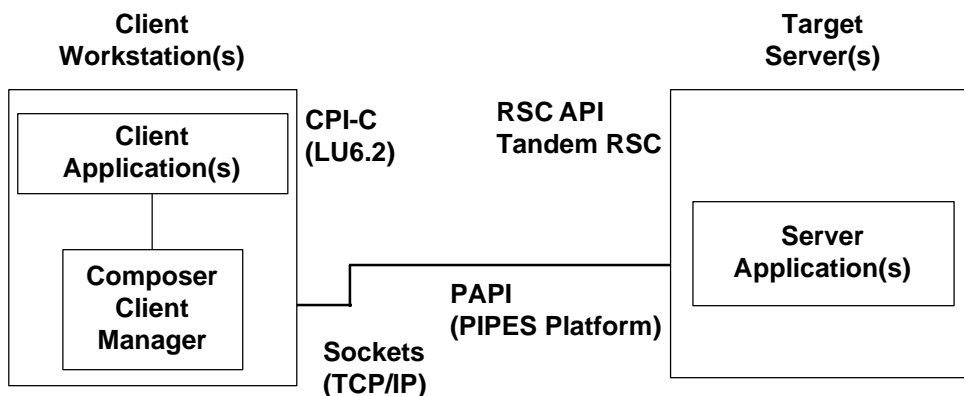 Client
Workstation(s)
Target
Server(s)
Client
Application(s)
CPI-C
(LU6.2)
RSC API
Tandem RSC
Composer
Client
Manager
Server
Application(s)
PAPI
(PIPES Platform)
Sockets
(TCP/IP)